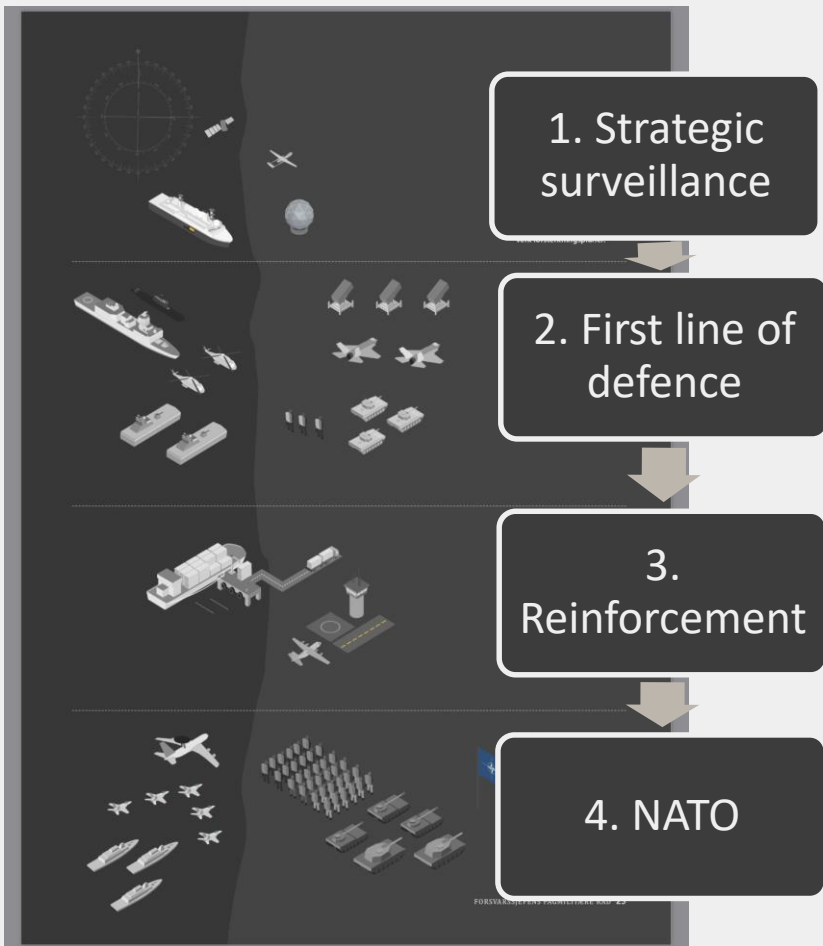 1. Strategic
surveillance
2. First line of
defence
3.
Reinforcement
4. NATO
FORSVARSSJEFENS FAGMILITÆRE RÅD 23